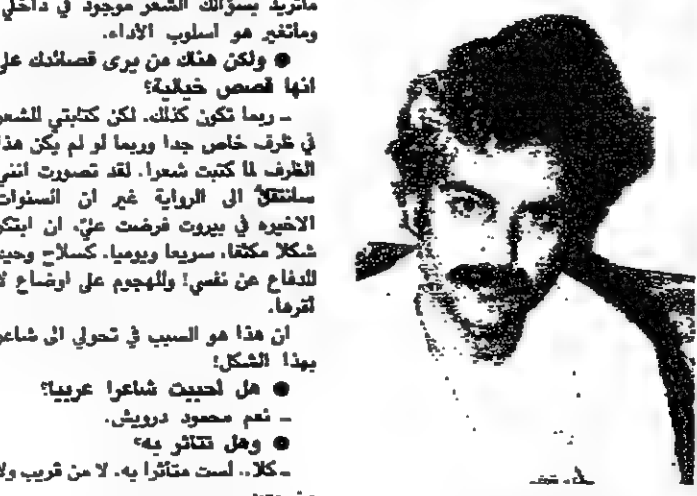 ماتريد بسؤالك الشعر موجود في داخلي
وماتغير هو اسلوب الأداء.
● ولكن هناك من يرى قصائدك على
انها قصص خيالية؟
ـ ربما تكون كذلك. لكن كتابتي للشعر
في ظرف خاص جدا وربما لو لم يكن هذا
الظرف لما كتبت شعرا. لقد تصورت انني
سانتقل الى الرواية غير ان السنوات
الاخيره في بيروت فرضت عليّ. ان ابتكر
شكلا مكثفا. سريعا ويوميا. كسلاح وحيد
للدفاع عن نفسي! وللهجوم على اوضاع لا
اقرها.
ان هذا هو السبب في تحولي الى شاعر
بهذا الشكل!
● هل احببت شاعرا عربيا؟
ـ نعم محمود درويش.
● وهل تتاثر به؟
ـ كلا.. لست متأثرا به. لا من قريب ولا